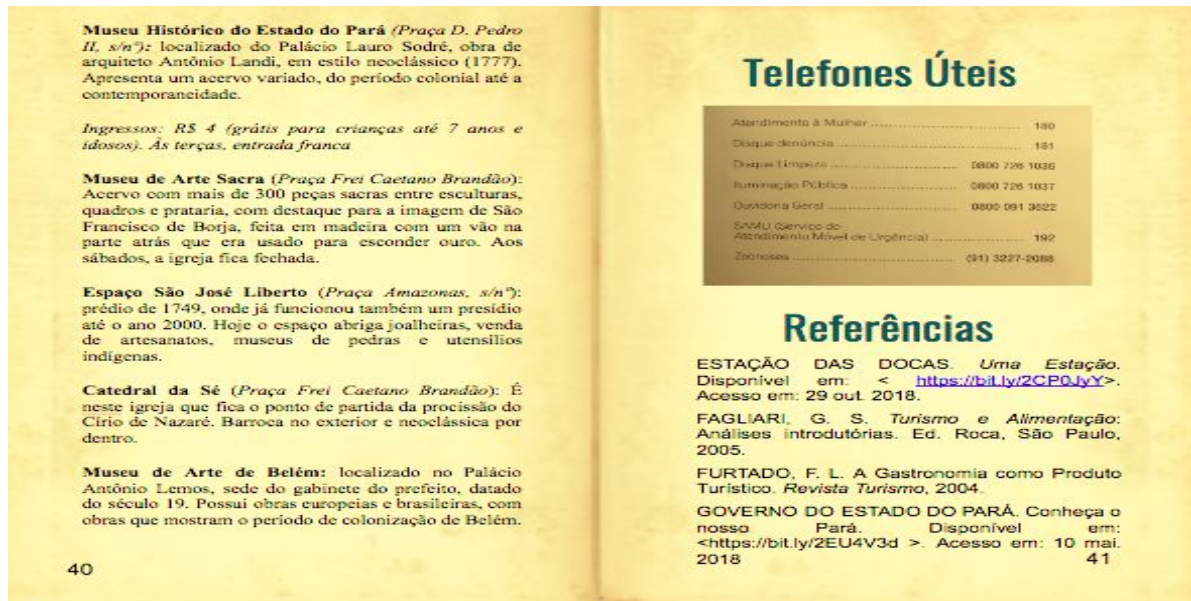 Museu Histórico do Estado do Pará (Praça D. Pedro
II, s/nº): localizado do Palácio Lauro Sodré, obra de
arquiteto Antônio Landi, em estilo neoclássico (1777).
Apresenta um acervo variado, do período colonial até a
contemporaneidade.
Ingressos: R$ 4 (grátis para crianças até 7 anos e
idosos). Às terças, entrada franca
Museu de Arte Sacra (Praça Frei Caetano Brandão):
Acervo com mais de 300 peças sacras entre esculturas,
quadros e prataria, com destaque para a imagem de São
Francisco de Borja, feita em madeira com um vão na
parte atrás que era usado para esconder ouro. Aos
sábados, a igreja fica fechada.
Espaço São José Liberto (Praça Amazonas, s/nº):
prédio de 1749, onde já funcionou também um presídio
até o ano 2000. Hoje o espaço abriga joalheiras, venda
de artesanatos, museus de pedras e utensílios
indígenas.
Catedral da Sé (Praça Frei Caetano Brandão): É
neste igreja que fica o ponto de partida da procissão do
Círio de Nazaré. Barroca no exterior e neoclássica por
dentro.
Museu de Arte de Belém: localizado no Palácio
Antônio Lemos, sede do gabinete do prefeito, datado
do século 19. Possui obras europeias e brasileiras, com
obras que mostram o período de colonização de Belém.
40
Telefones Úteis
Atendimento à Mulher 180
Disque denúncia 181
Disque Limpeza 0800 726 1036
Iluminação Pública 0800 726 1037
Ouvidoria Geral 0800 091 3622
SAMU (Serviço de
Atendimento Móvel de Urgência) 192
Zoonoses (91) 3227-2088
Referências
ESTAÇÃO DAS DOCAS. Uma Estação.
Disponível em: < https://bit.ly/2CP0JyY>.
Acesso em: 29 out. 2018.
FAGLIARI, G. S. Turismo e Alimentação:
Análises introdutórias. Ed. Roca, São Paulo,
2005.
FURTADO, F. L. A Gastronomia como Produto
Turístico. Revista Turismo, 2004.
GOVERNO DO ESTADO DO PARÁ. Conheça o
nosso Pará. Disponível em:
<https://bit.ly/2EU4V3d >. Acesso em: 10 mai.
2018
41